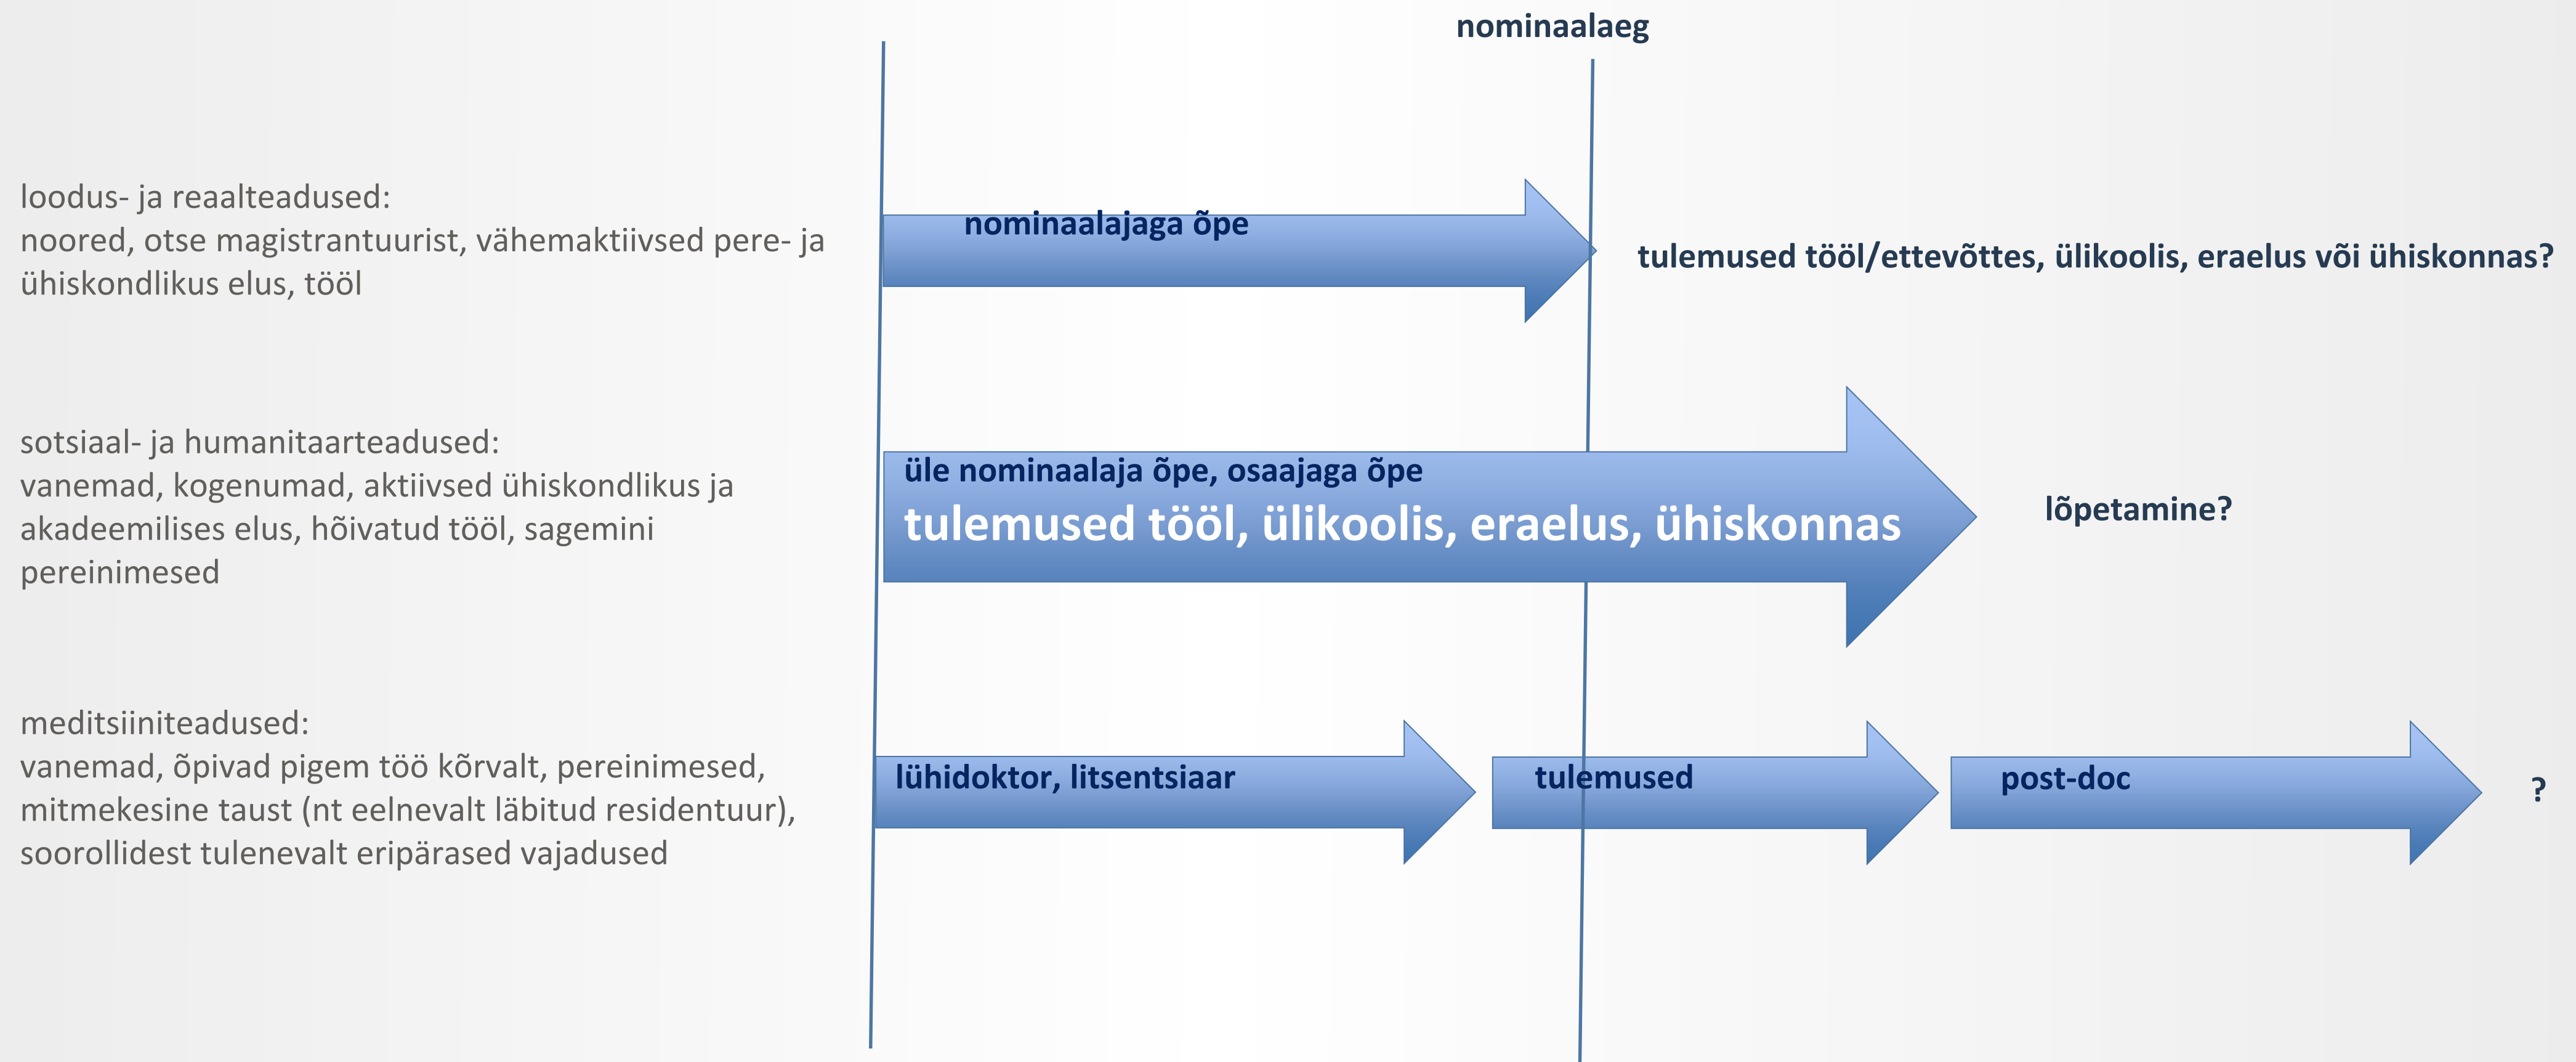 nominaalaeg
loodus- ja reaalteadused:
noored, otse magistrantuurist, vähemaktiivsed pere- ja
ühiskondlikus elus, tööl
nominaalajaga õpe
tulemused tööl/ettevõttes, ülikoolis, eraelus või ühiskonnas?
sotsiaal- ja humanitaarteadused:
vanemad, kogenumad, aktiivsed ühiskondlikus ja
akadeemilises elus, hõivatud tööl, sagemini
pereinimesed
üle nominaalaja õpe, osaajaga õpe
tulemused tööl, ülikoolis, eraelus, ühiskonnas
lõpetamine?
meditsiiniteadused:
vanemad, õpivad pigem töö kõrvalt, pereinimesed,
mitmekesine taust (nt eelnevalt läbitud residentuur),
soorollidest tulenevalt eripärased vajadused
lühidoktor, litsentsiaar
tulemused
post-doc
?